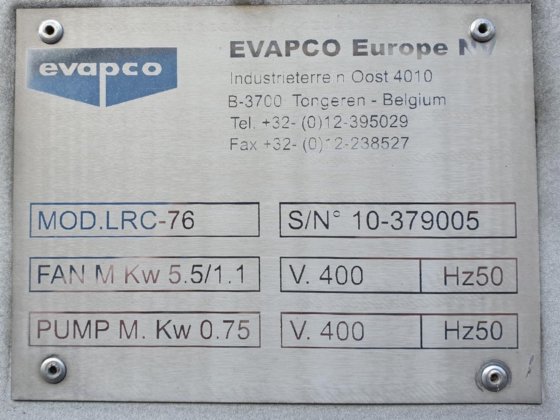 evapco
EVAPCO Europe NV
Industrieterrein Oost 4010
B-3700 Tongeren - Belgium
Tel. +32- (0)12-395029
Fax +32- (0)12-238527
MOD.LRC-76 S/N° 10-379005
FAN M Kw 5.5/1.1 V. 400 Hz50
PUMP M. Kw 0.75 V. 400 Hz50